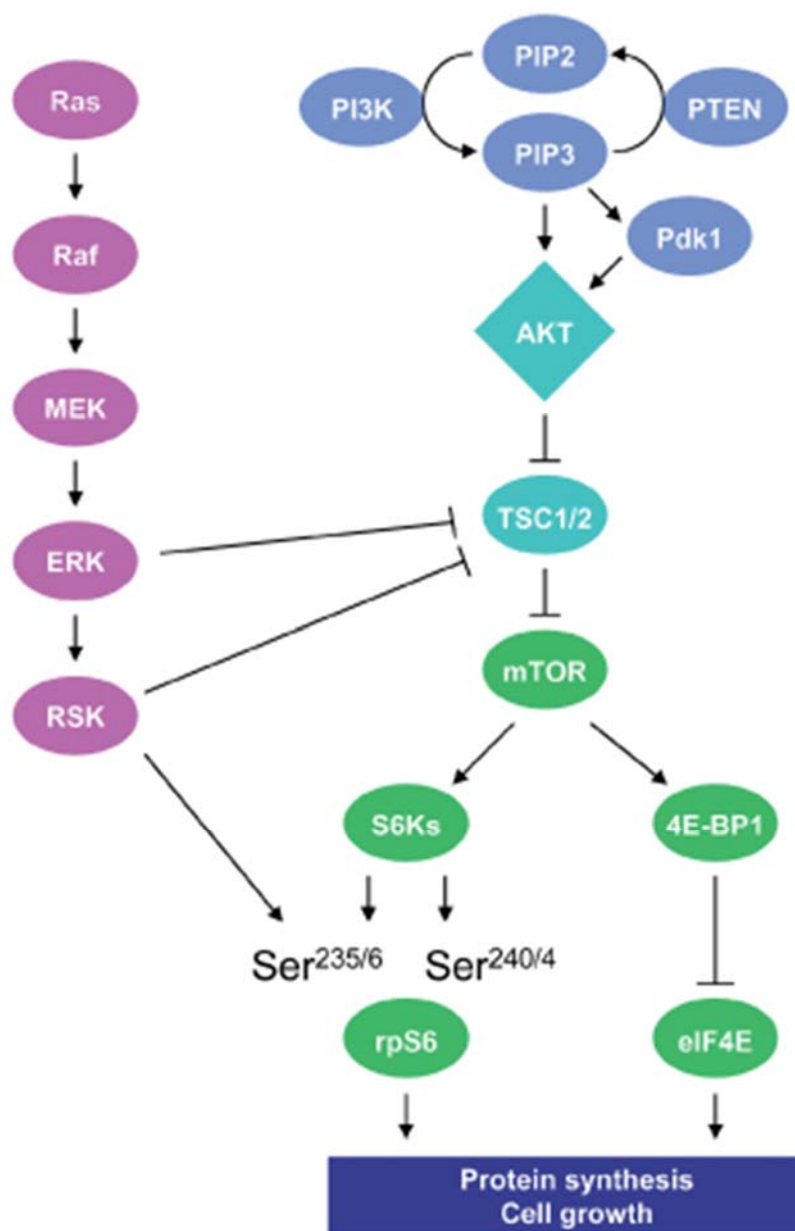 PIP2
Ras
PI3K
PTEN
PIP3
Pdk1
Raf
AKT
MEK
TSC1/2
ERK
mTOR
RSK
S6Ks
4E-BP1
Ser235/6 Ser240/4
rpS6
eIF4E
Protein synthesis
Cell growth